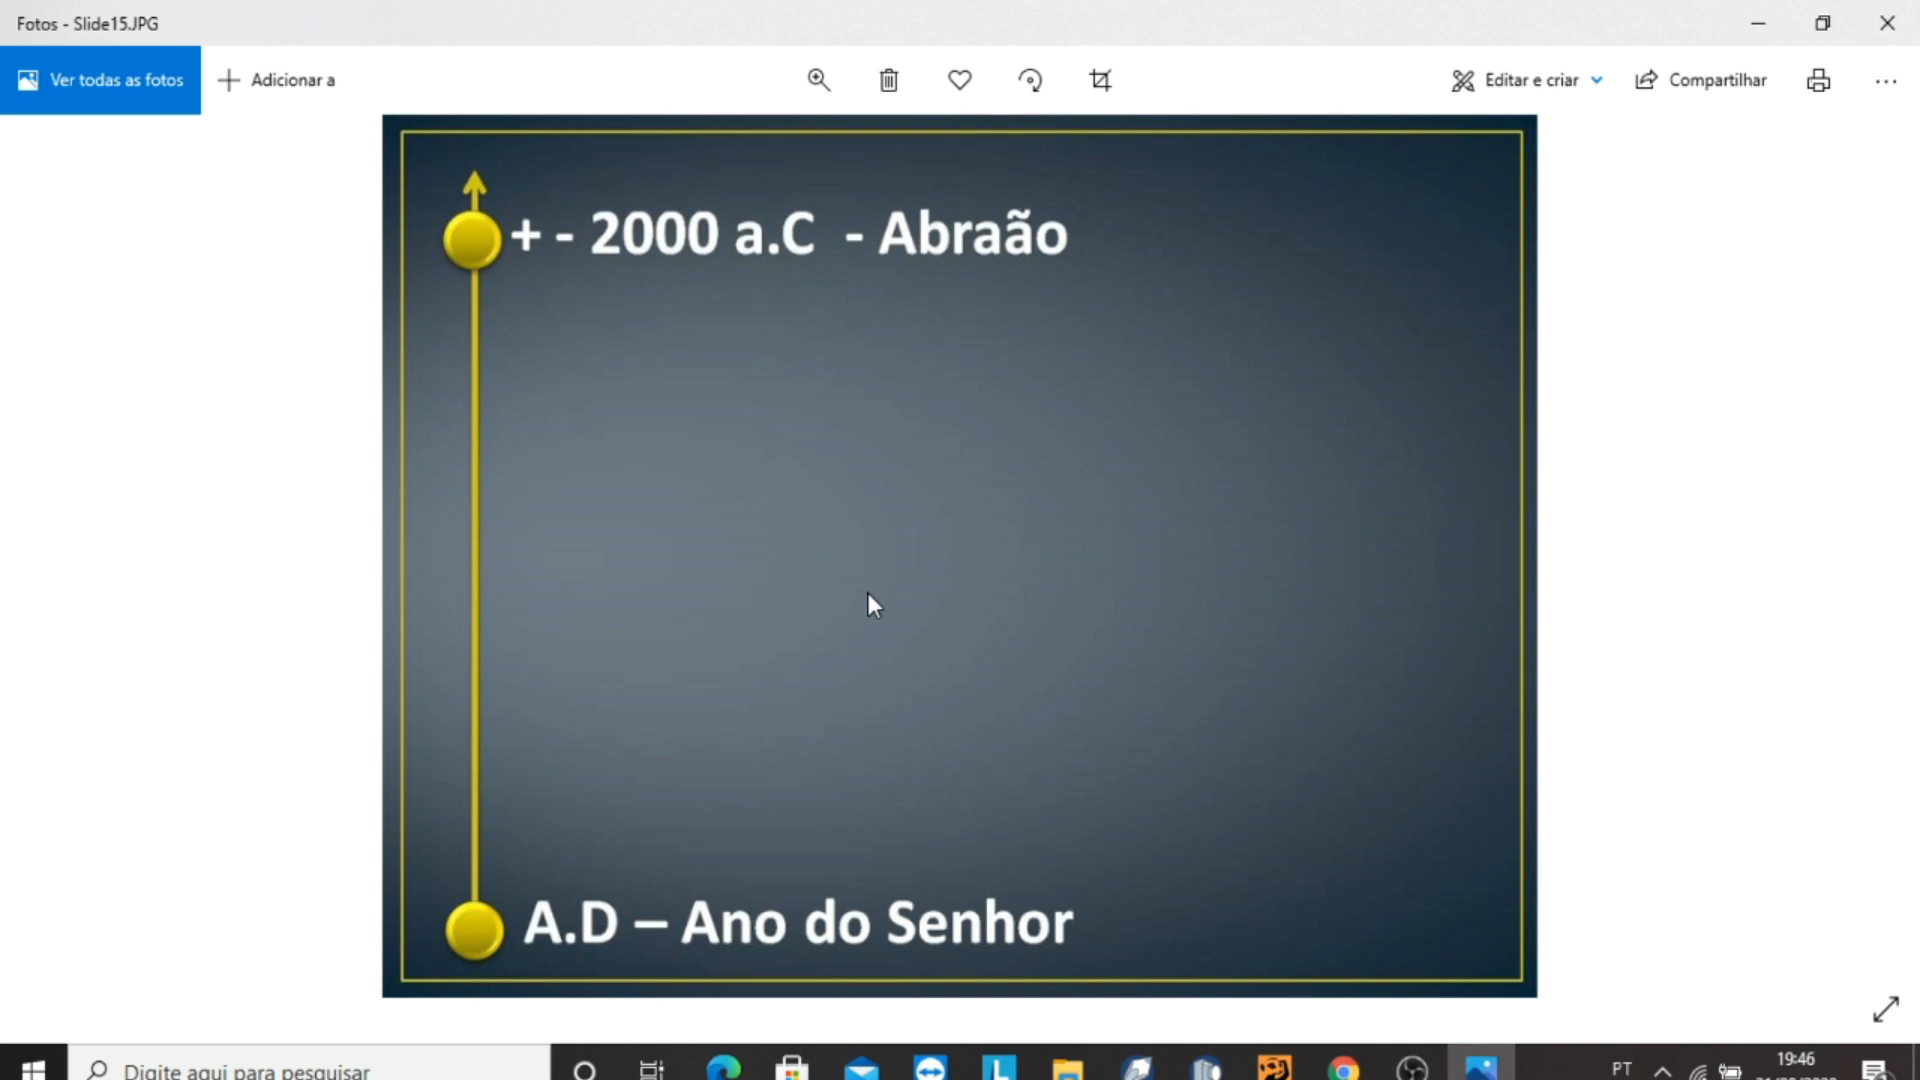 Fotos - Slide15.JPG
Ver todas as fotos
Adicionar a
Editar e criar
Compartilhar
+ - 2000 a.C - Abraão
A.D – Ano do Senhor
Digite aqui para pesquisar
PT
19:46